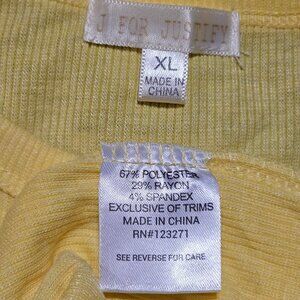 J FOR JUSTIFY
XL
MADE IN
CHINA
67% POLYESTER
29% RAYON
4% SPANDEX
EXCLUSIVE OF TRIMS
MADE IN CHINA
RN#123271
SEE REVERSE FOR CARE